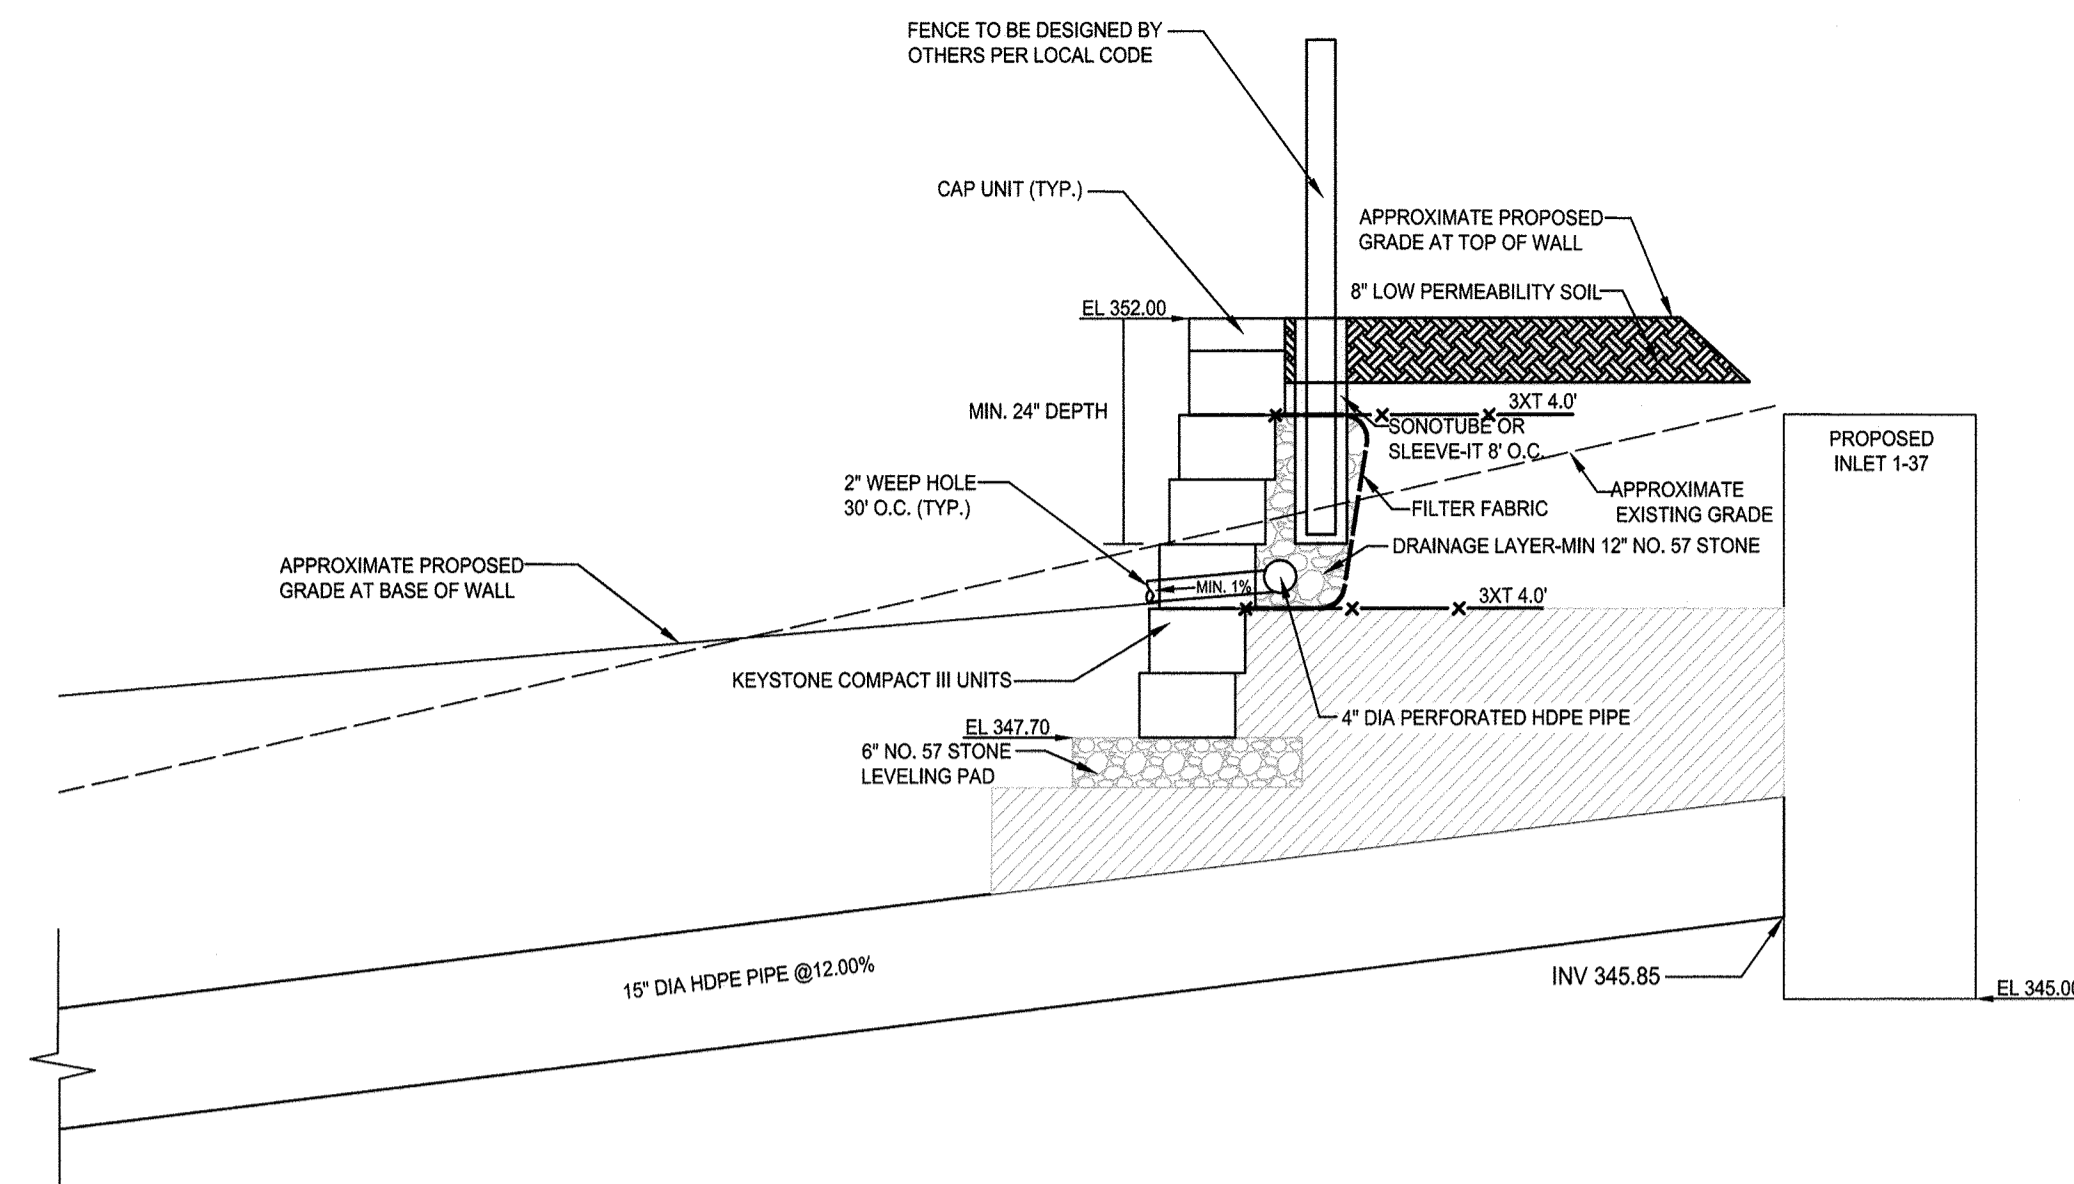 FENCE TO BE DESIGNED BY
OTHERS PER LOCAL CODE
CAP UNIT (TYP.)
APPROXIMATE PROPOSED
GRADE AT TOP OF WALL
8" LOW PERMEABILITY SOIL
EL 352.00
MIN. 24" DEPTH
3XT 4.0'
SONOTUBE OR
SLEEVE-IT 8' O.C.
PROPOSED
INLET 1-37
2" WEEP HOLE
30' O.C. (TYP.)
FILTER FABRIC
APPROXIMATE
EXISTING GRADE
DRAINAGE LAYER-MIN 12" NO. 57 STONE
APPROXIMATE PROPOSED
GRADE AT BASE OF WALL
MIN. 1%
3XT 4.0'
KEYSTONE COMPACT III UNITS
4" DIA PERFORATED HDPE PIPE
EL 347.70
6" NO. 57 STONE
LEVELING PAD
15" DIA HDPE PIPE @12.00%
INV 345.85
EL 345.00